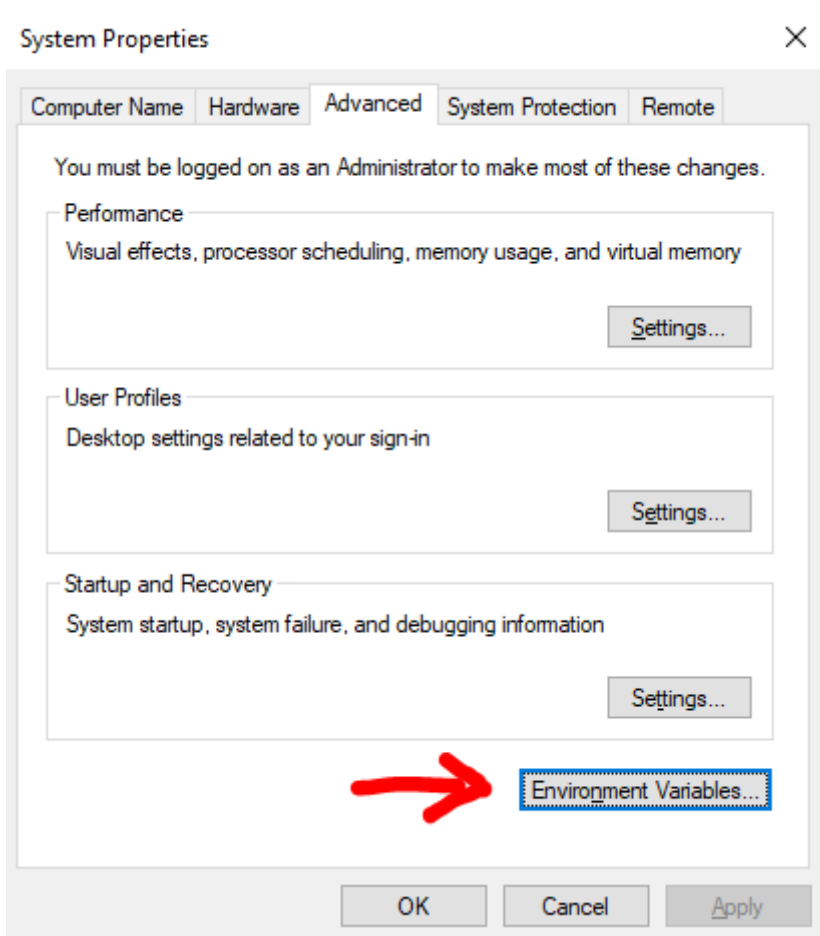 System Properties
Computer Name Hardware Advanced System Protection Remote
You must be logged on as an Administrator to make most of these changes.
Performance
Visual effects, processor scheduling, memory usage, and virtual memory
Settings...
User Profiles
Desktop settings related to your sign-in
Settings...
Startup and Recovery
System startup, system failure, and debugging information
Settings...
Environment Variables...
OK Cancel Apply